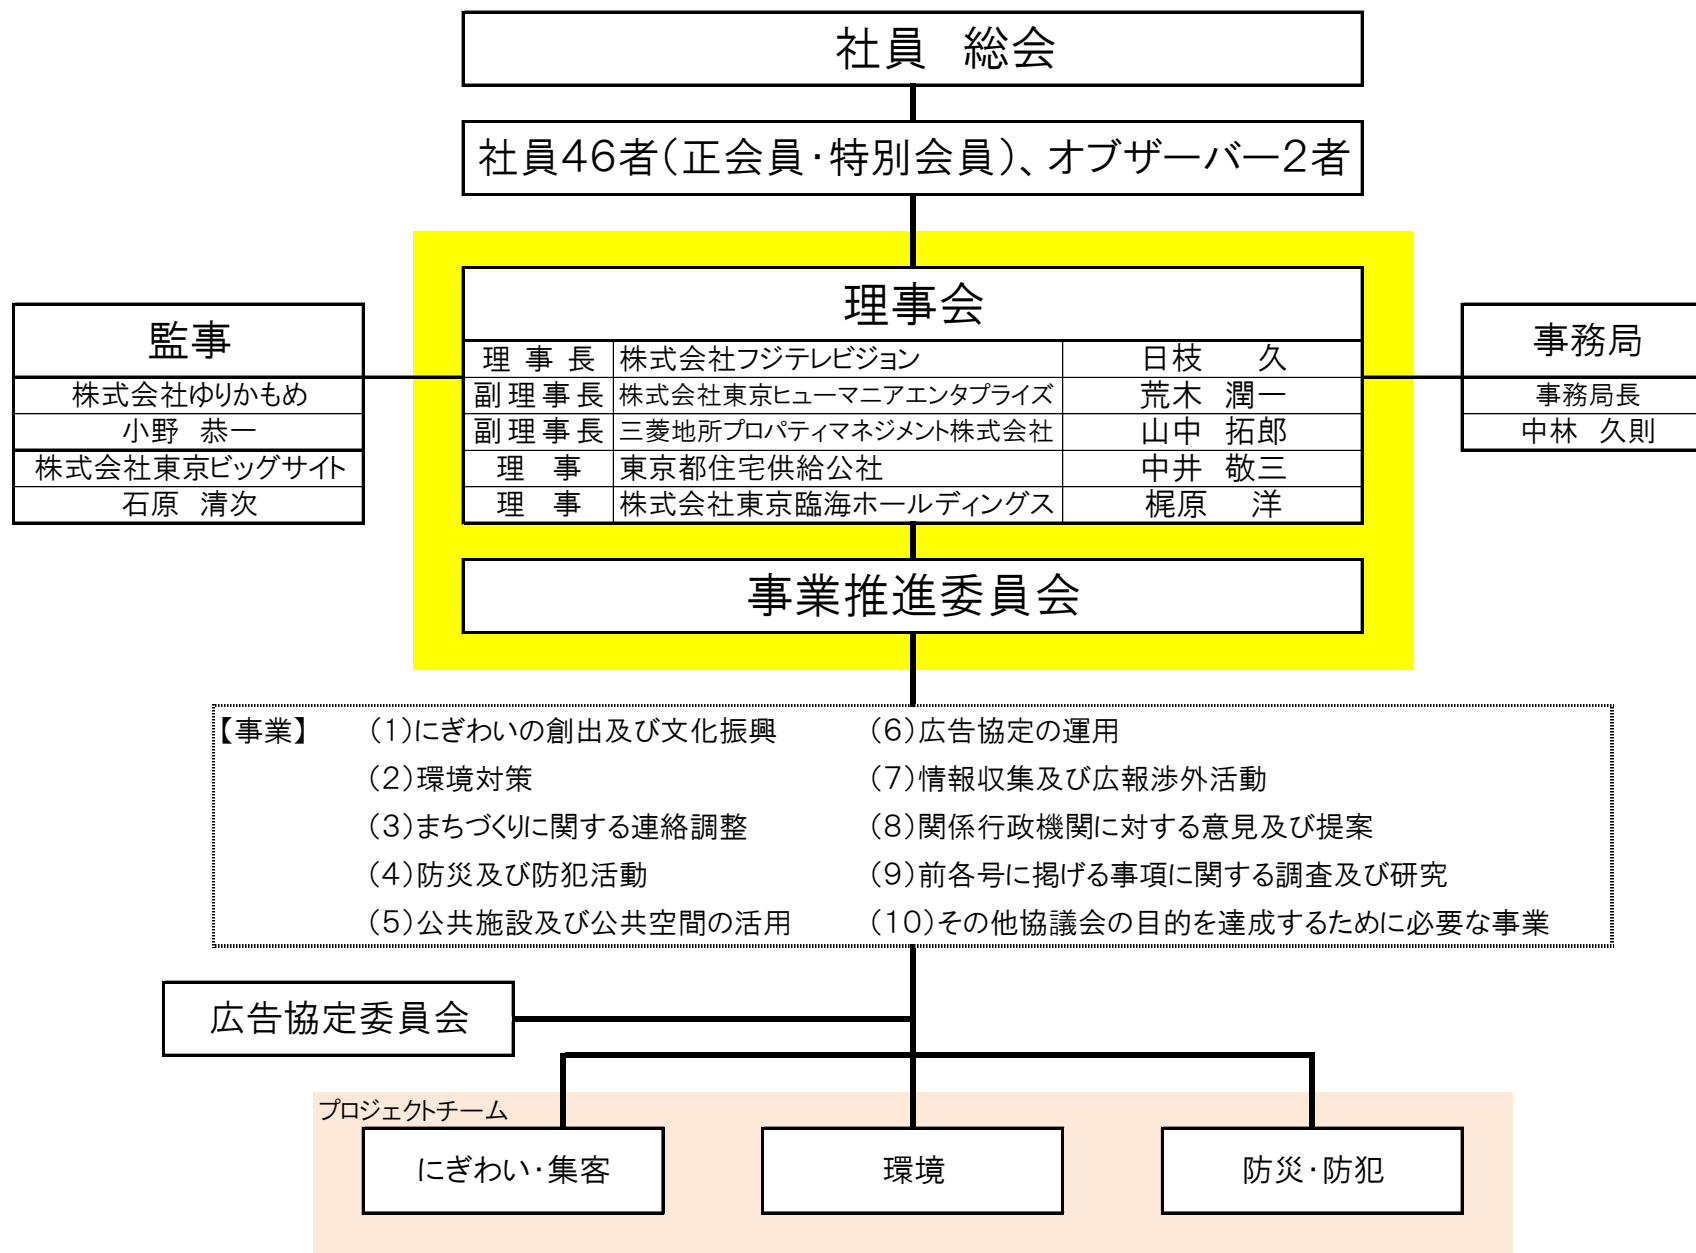 社員　総会
社員46者(正会員・特別会員)、オブザーバー2者
理事会
理 事 長 株式会社フジテレビジョン 日枝　久
副理事長 株式会社東京ヒューマニアエンタプライズ 荒木 潤一
副理事長 三菱地所プロパティマネジメント株式会社 山中 拓郎
理　事 東京都住宅供給公社 中井 敬三
理　事 株式会社東京臨海ホールディングス 梶原　洋
監事
株式会社ゆりかもめ
小野 恭一
株式会社東京ビッグサイト
石原 清次
事務局
事務局長
中林 久則
事業推進委員会
【事業】
(1)にぎわいの創出及び文化振興
(2)環境対策
(3)まちづくりに関する連絡調整
(4)防災及び防犯活動
(5)公共施設及び公共空間の活用
(6)広告協定の運用
(7)情報収集及び広報渉外活動
(8)関係行政機関に対する意見及び提案
(9)前各号に掲げる事項に関する調査及び研究
(10)その他協議会の目的を達成するために必要な事業
広告協定委員会
プロジェクトチーム
にぎわい・集客
環境
防災・防犯